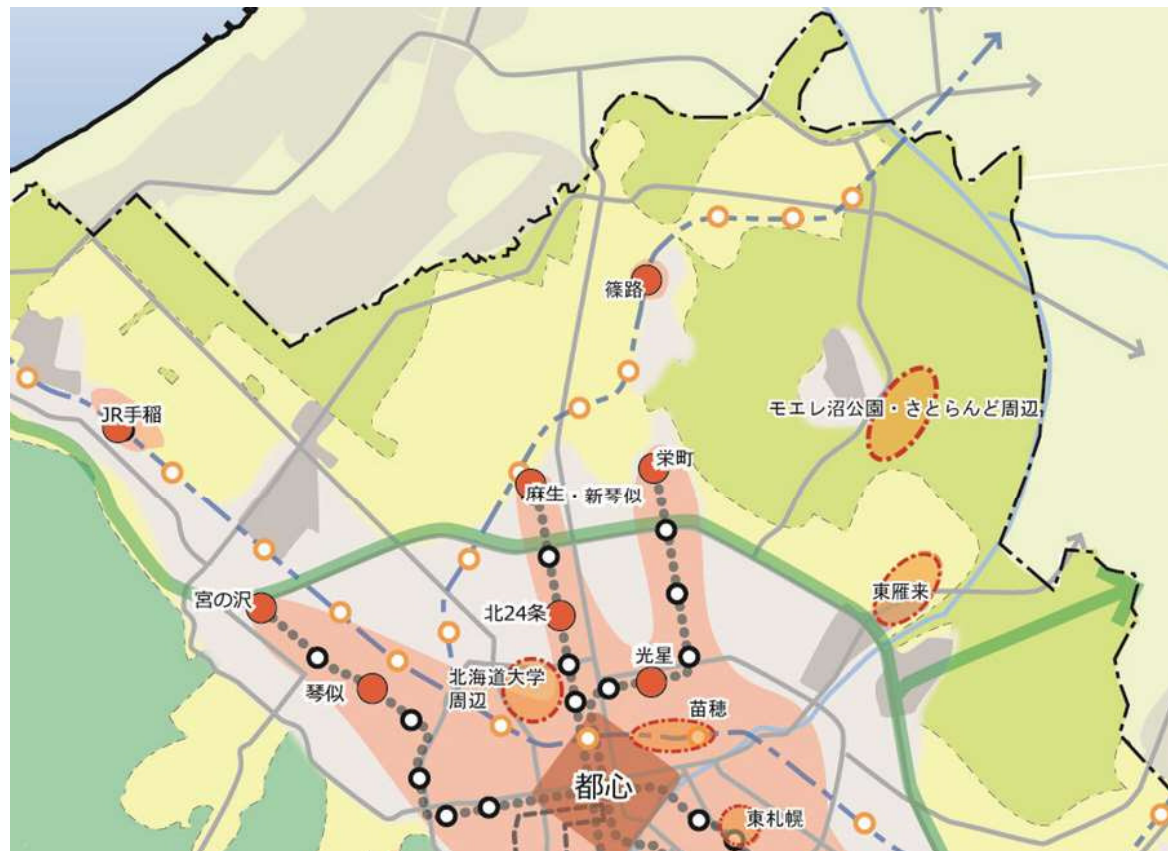 篠路
JR手稲
モエレ沼公園・さとらんど周辺
栄町
麻生・新琴似
宮の沢
東雁来
北24条
光星
北海道大学
周辺
琴似
苗穂
都心
東札幌